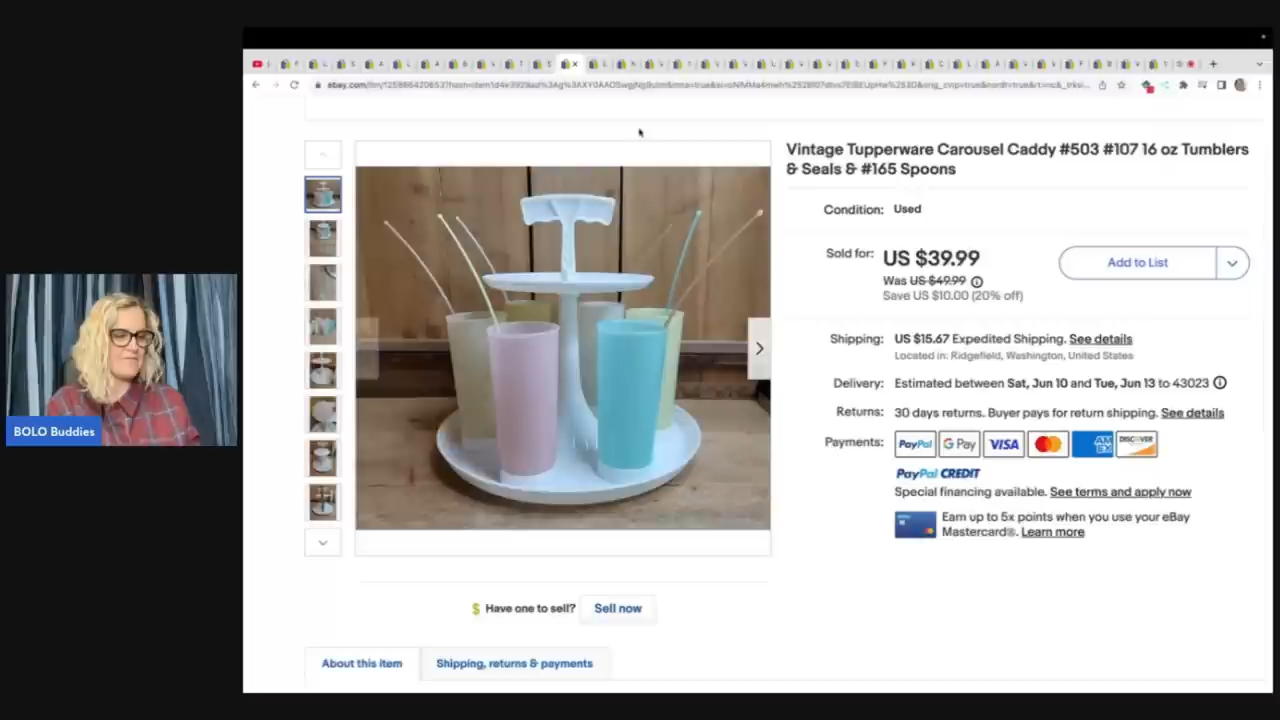 Vintage Tupperware Carousel Caddy #503 #107 16 oz Tumblers
& Seals & #165 Spoons
Condition: Used
Sold for: US $39.99
Add to List
Was US $49.99
Save US $10.00 (20% off)
Shipping: US $15.67 Expedited Shipping. See details
Located in: Ridgefield, Washington, United States
Delivery: Estimated between Sat, Jun 10 and Tue, Jun 13 to 43023
Returns: 30 days returns. Buyer pays for return shipping. See details
Payments: PayPal G Pay VISA MasterCard AMEX DISCOVER
PayPal CREDIT
Special financing available. See terms and apply now
Earn up to 5x points when you use your eBay
Mastercard®. Learn more
BOLO Buddies
$ Have one to sell? Sell now
About this item
Shipping, returns & payments